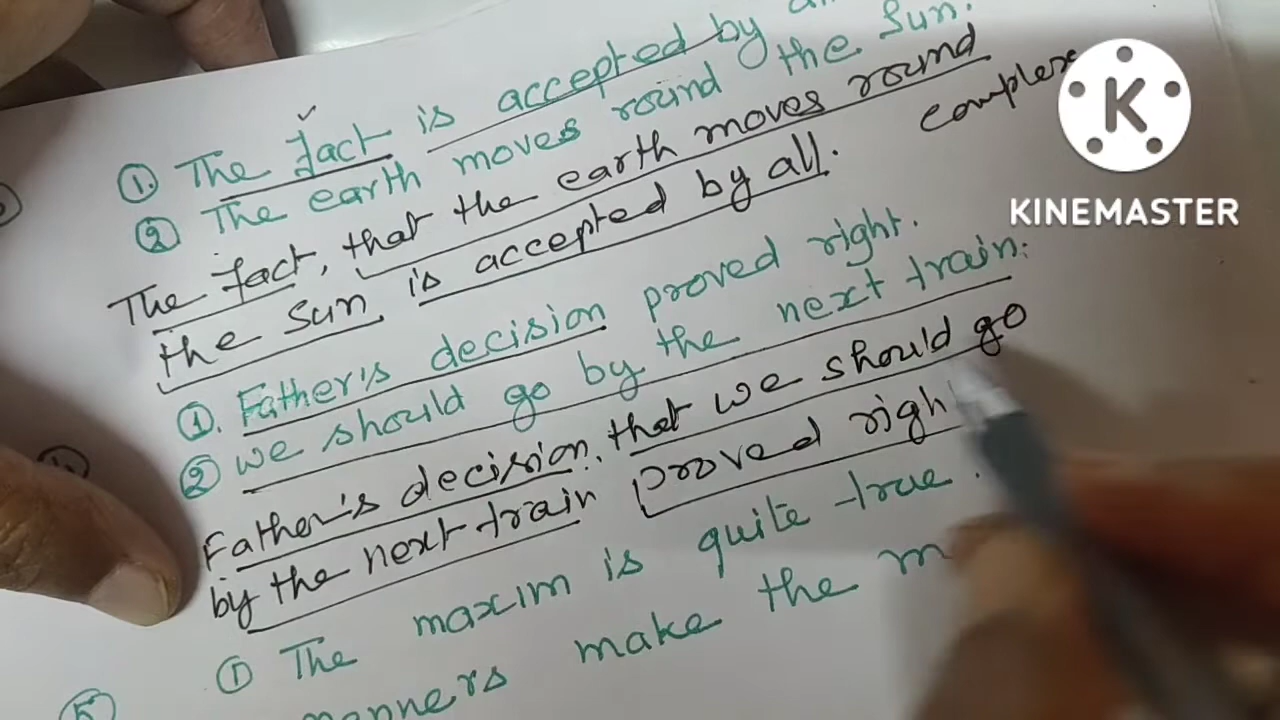 ① The fact is accepted by
② The earth moves round the Sun.
The fact, that the earth moves round
the Sun, is accepted by all.
complex
① Father's decision proved right.
② We should go by the next train.
Father's decision, that we should go
by the next train proved righ
① The maxim is quite true.
⑤ manners make the m
K
KINEMASTER